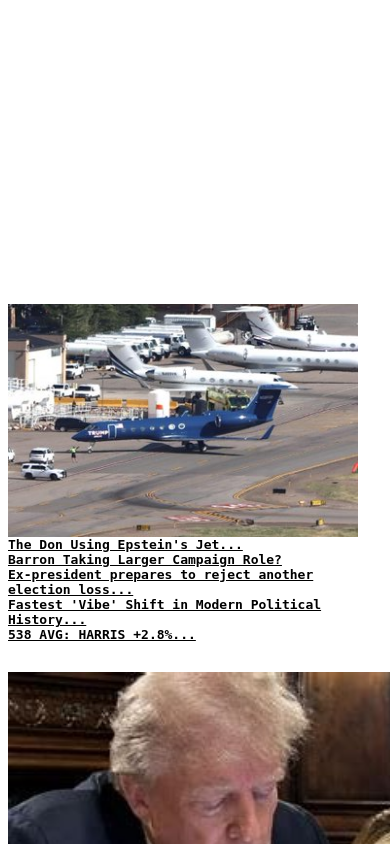 TRUMP
The Don Using Epstein's Jet...
Barron Taking Larger Campaign Role?
Ex-president prepares to reject another
election loss...
Fastest 'Vibe' Shift in Modern Political
History...
538 AVG: HARRIS +2.8%...